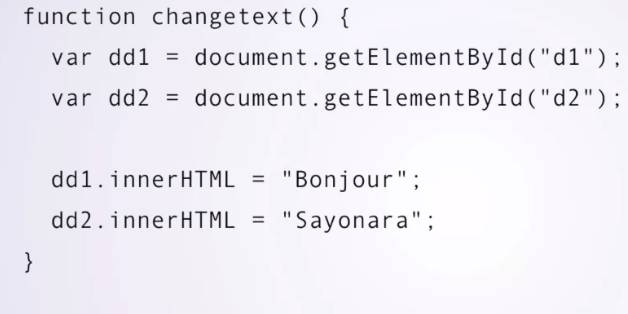 function changetext() {
  var dd1 = document.getElementById("d1");
  var dd2 = document.getElementById("d2");

  dd1.innerHTML = "Bonjour";
  dd2.innerHTML = "Sayonara";
}